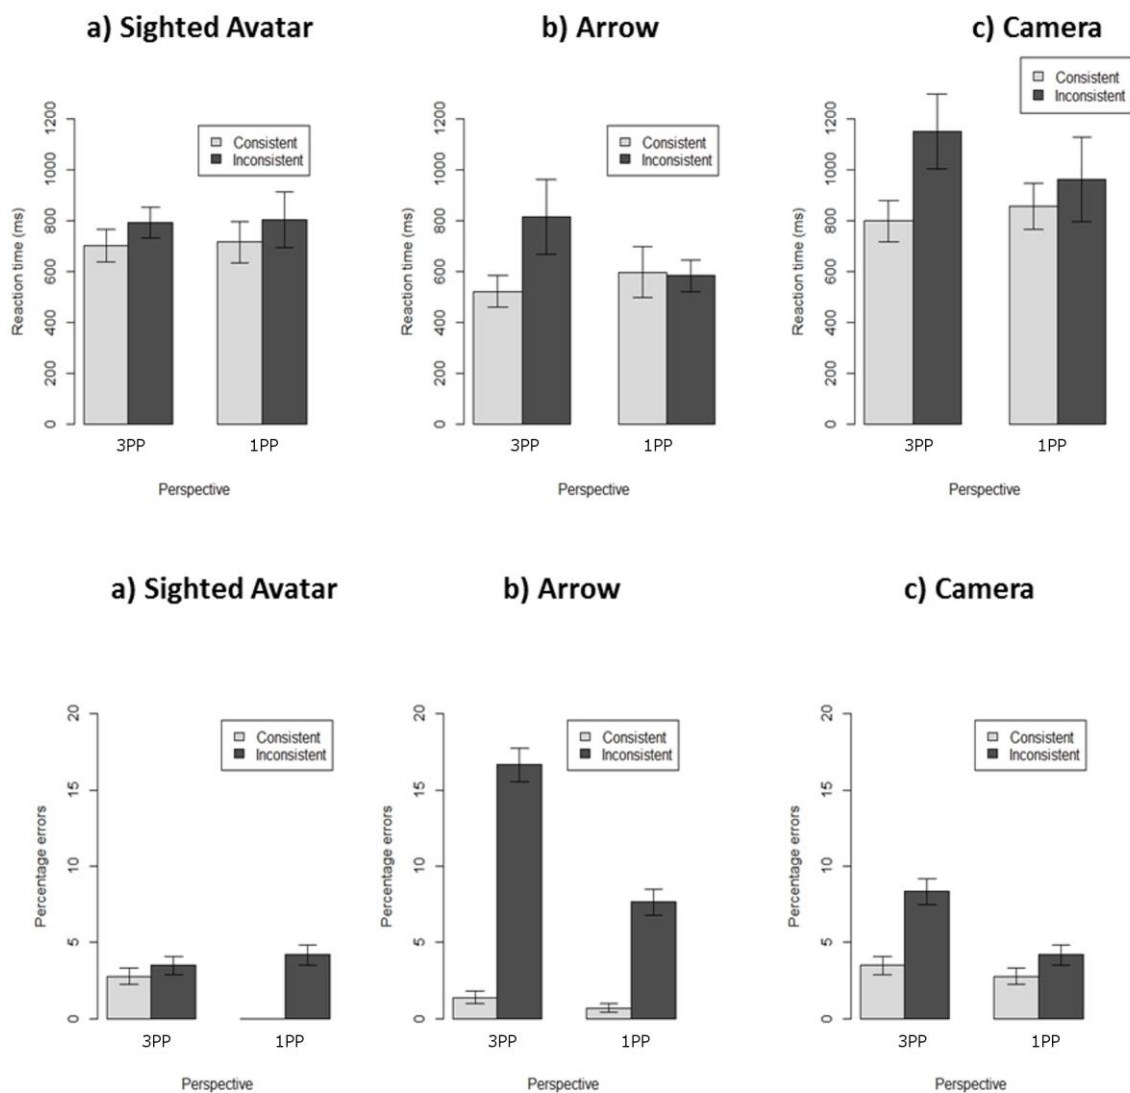 a) Sighted Avatar
Consistent
Inconsistent
Reaction time (ms)
0 200 400 600 800 1000 1200
3PP 1PP
Perspective
b) Arrow
Consistent
Inconsistent
Reaction time (ms)
0 200 400 600 800 1000 1200
3PP 1PP
Perspective
c) Camera
Consistent
Inconsistent
Reaction time (ms)
0 200 400 600 800 1000 1200
3PP 1PP
Perspective
a) Sighted Avatar
Consistent
Inconsistent
Percentage errors
0 5 10 15 20
3PP 1PP
Perspective
b) Arrow
Consistent
Inconsistent
Percentage errors
0 5 10 15 20
3PP 1PP
Perspective
c) Camera
Consistent
Inconsistent
Percentage errors
0 5 10 15 20
3PP 1PP
Perspective